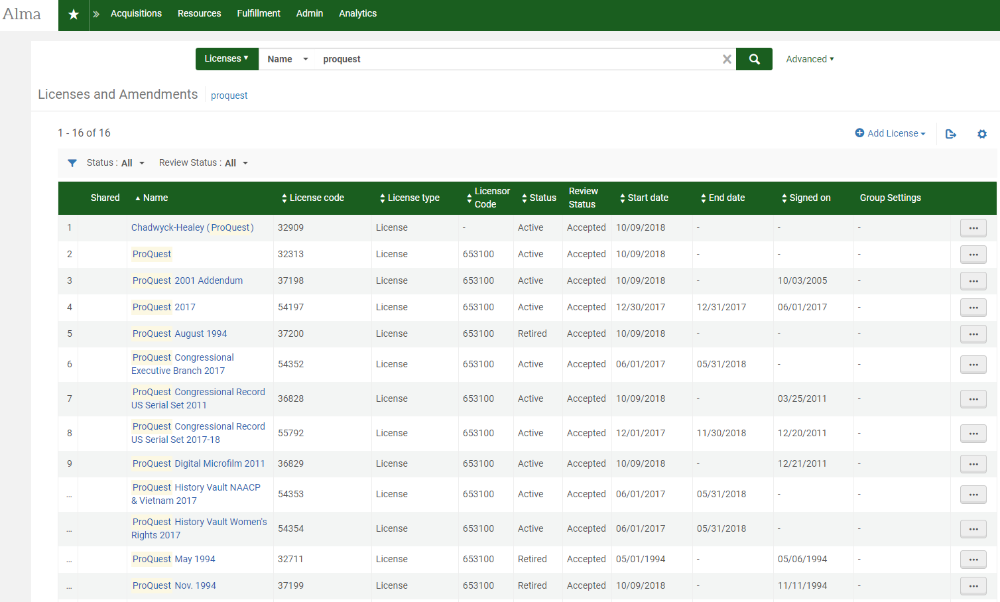 Alma
Acquisitions Resources Fulfillment Admin Analytics
Licenses Name proquest Advanced
Licenses and Amendments proquest
1 - 16 of 16 Add License
Status : All Review Status : All
Shared Name License code License type Licensor Code Status Review Status Start date End date Signed on Group Settings
1 Chadwyck-Healey (ProQuest) 32909 License - Active Accepted 10/09/2018 - - - ...
2 ProQuest 32313 License 653100 Active Accepted 10/09/2018 - - - ...
3 ProQuest 2001 Addendum 37198 License 653100 Active Accepted 10/09/2018 - 10/03/2005 - ...
4 ProQuest 2017 54197 License 653100 Active Accepted 12/30/2017 12/31/2017 06/01/2017 - ...
5 ProQuest August 1994 37200 License 653100 Retired Accepted 10/09/2018 - - - ...
6 ProQuest Congressional Executive Branch 2017 54352 License 653100 Active Accepted 06/01/2017 05/31/2018 - - ...
7 ProQuest Congressional Record US Serial Set 2011 36828 License 653100 Active Accepted 10/09/2018 - 03/25/2011 - ...
8 ProQuest Congressional Record US Serial Set 2017-18 55792 License 653100 Active Accepted 12/01/2017 11/30/2018 12/20/2011 - ...
9 ProQuest Digital Microfilm 2011 36829 License 653100 Active Accepted 10/09/2018 - 12/21/2011 - ...
... ProQuest History Vault NAACP & Vietnam 2017 54353 License 653100 Active Accepted 06/01/2017 05/31/2018 - - ...
... ProQuest History Vault Women's Rights 2017 54354 License 653100 Active Accepted 06/01/2017 05/31/2018 - - ...
... ProQuest May 1994 32711 License 653100 Retired Accepted 05/01/1994 - 05/06/1994 - ...
... ProQuest Nov. 1994 37199 License 653100 Retired Accepted 10/09/2018 - 11/11/1994 - ...